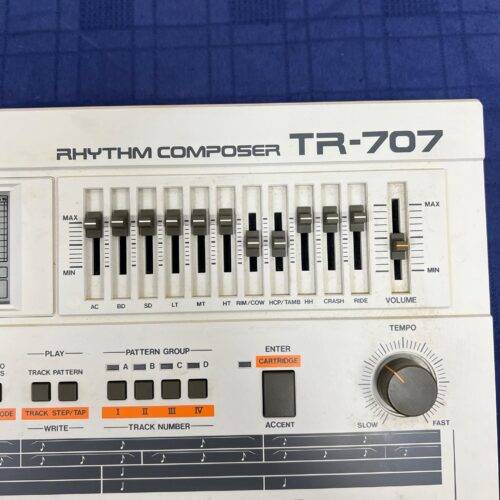 RHYTHM COMPOSER TR-707
MAX MAX
MIN MIN
AC BD SD LT MT HT RIM/COW HCP/TAMB HH CRASH RIDE VOLUME
PLAY PATTERN GROUP ENTER TEMPO
TRACK PATTERN A B C D CARTRIDGE
TRACK STEP/TAP I II III IV
WRITE TRACK NUMBER ACCENT SLOW FAST